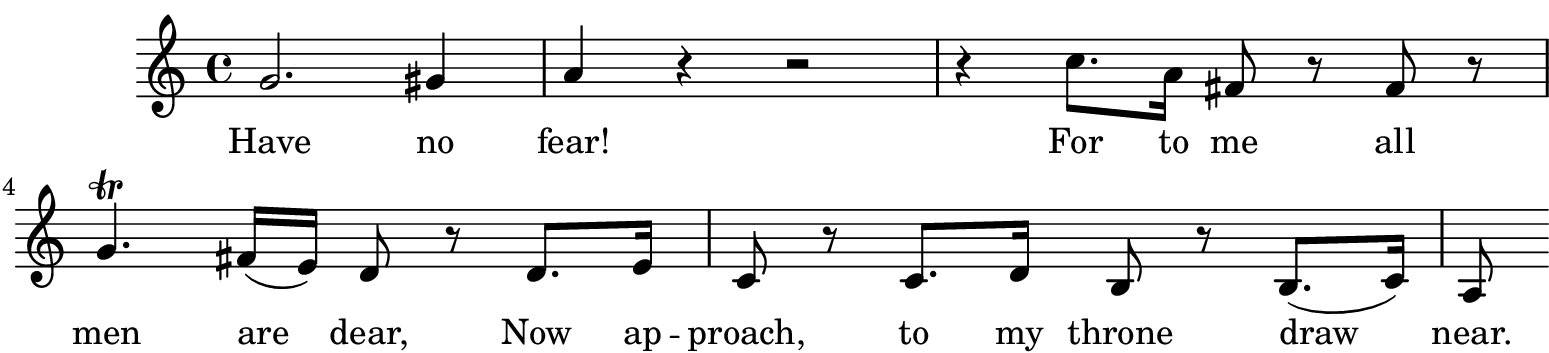 Have no fear! For to me all
4
tr
men are dear, Now ap - proach, to my throne draw near.